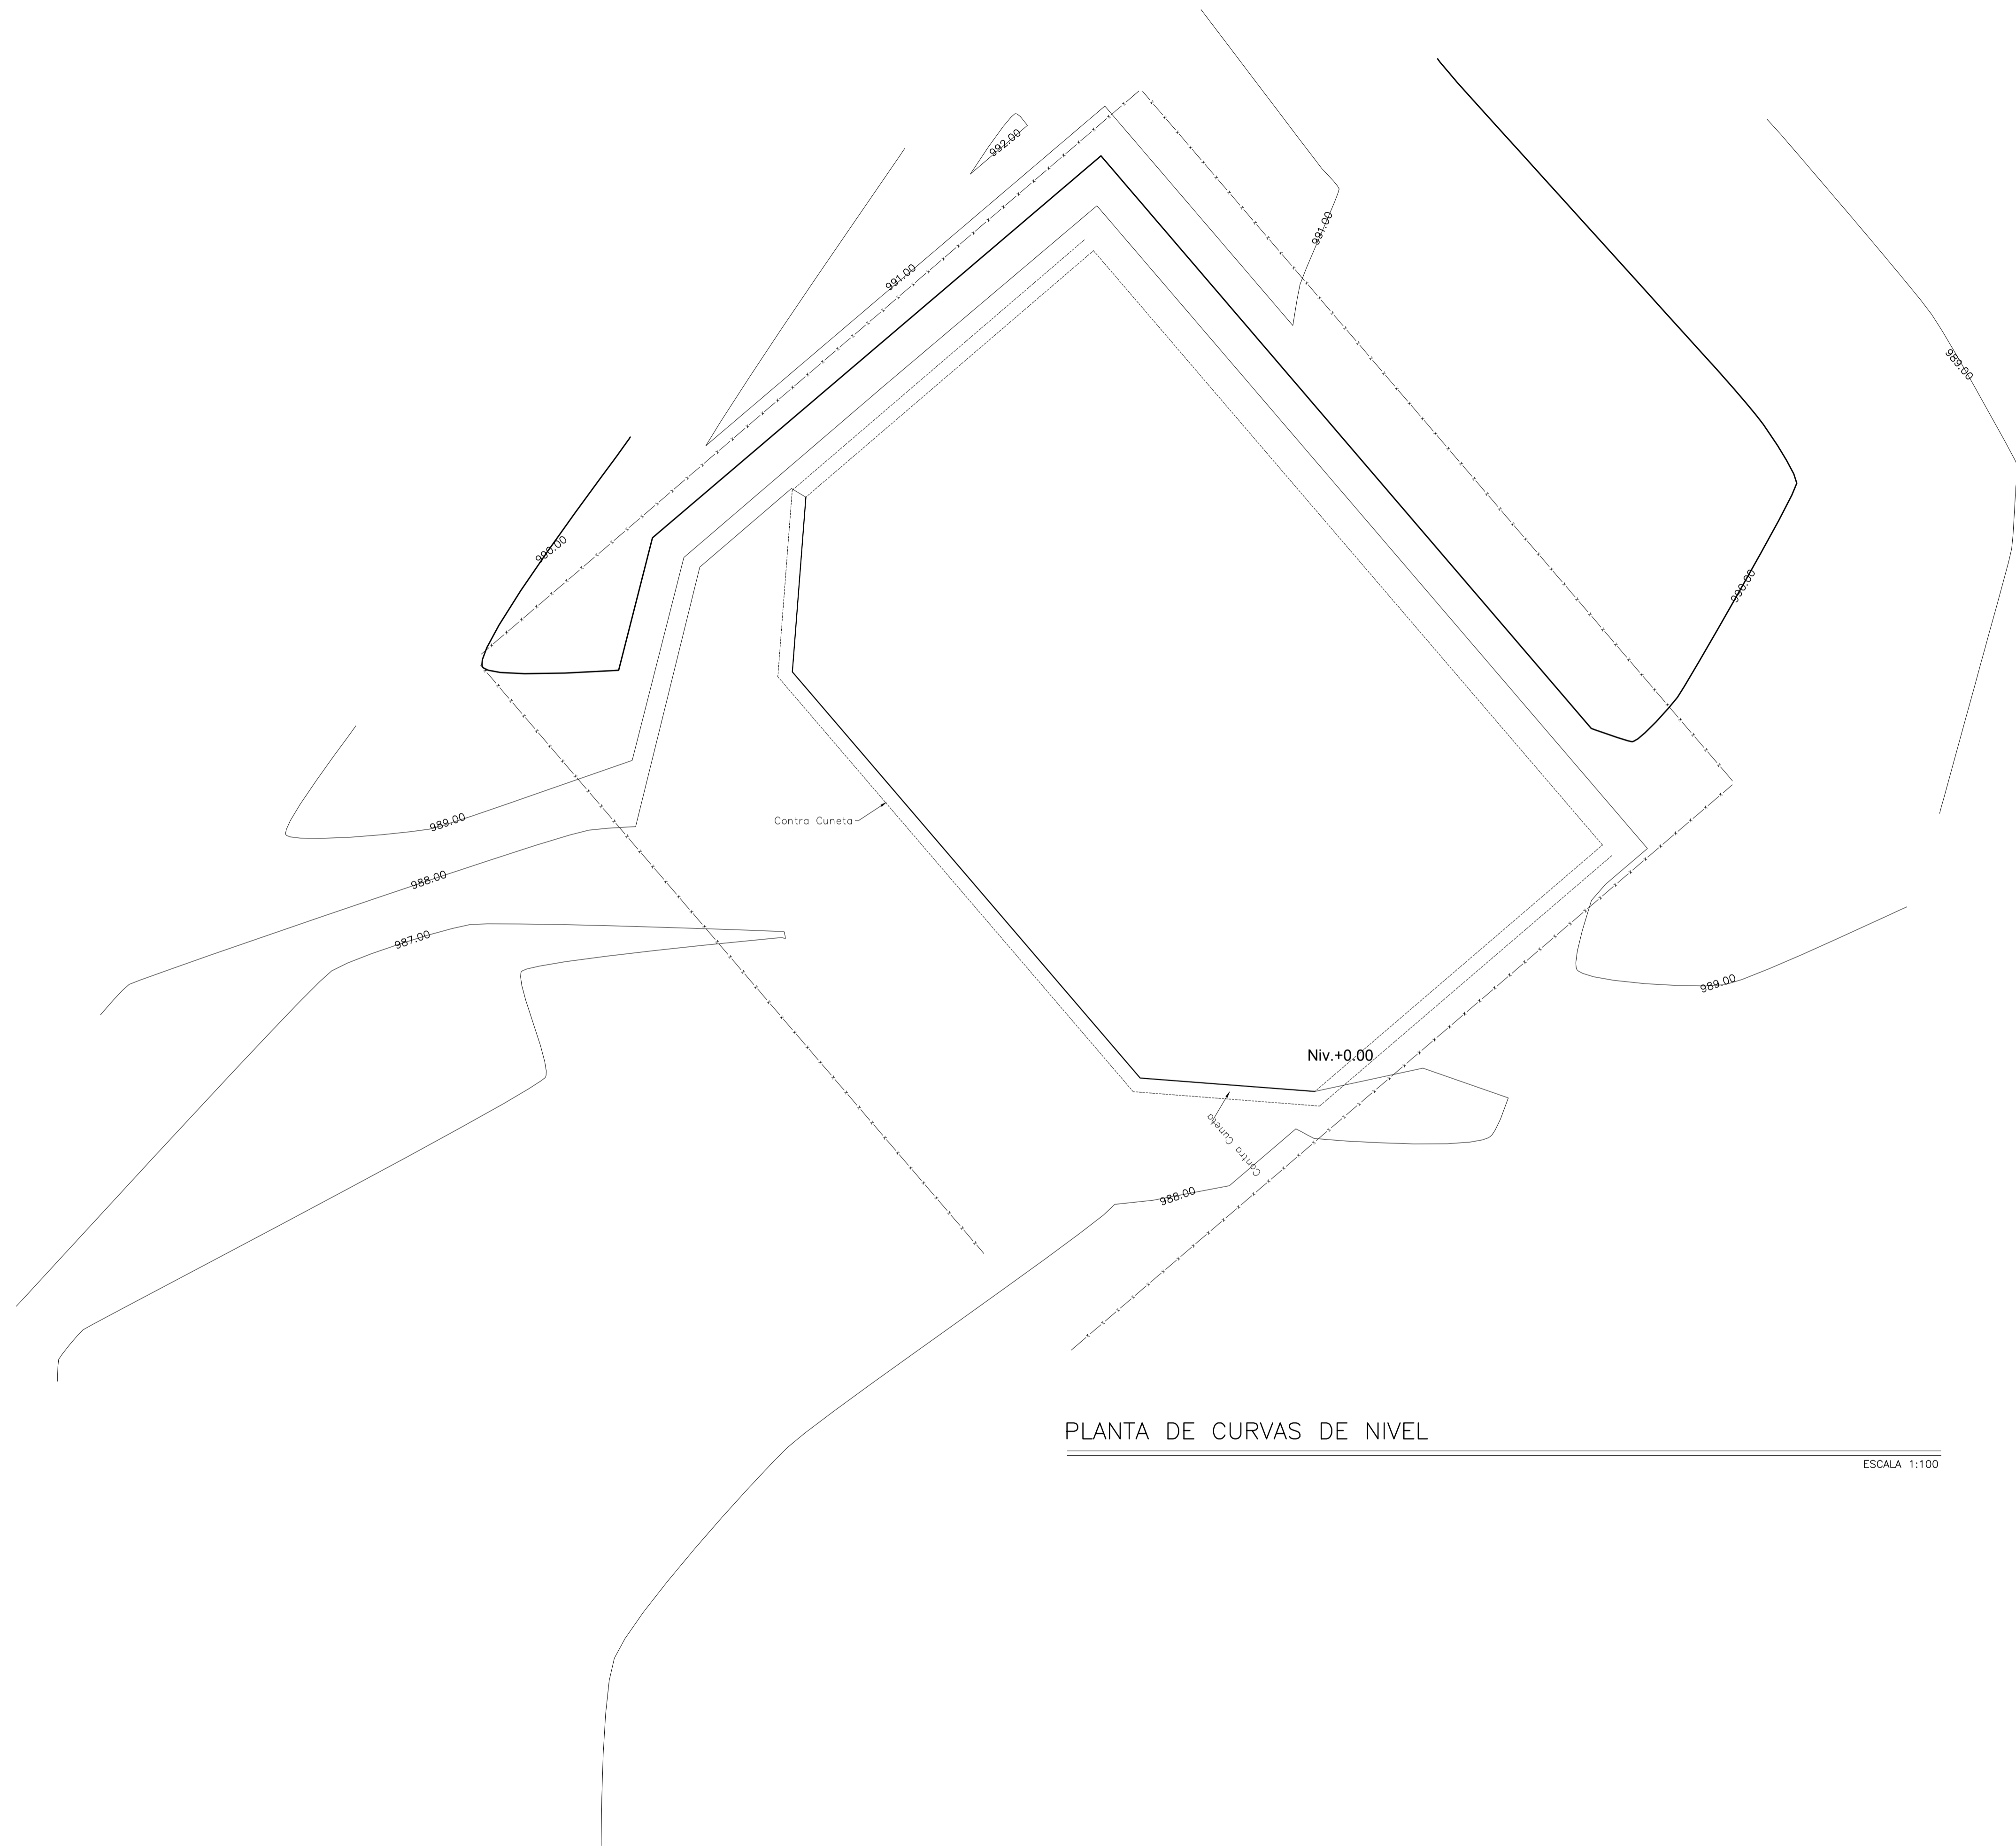 992.00
991.00
991.00
989.00
990.00
990.00
Contra Cuneta
989.00
988.00
987.00
989.00
Niv.+0.00
Contra Cuneta
988.00
PLANTA DE CURVAS DE NIVEL
ESCALA 1:100